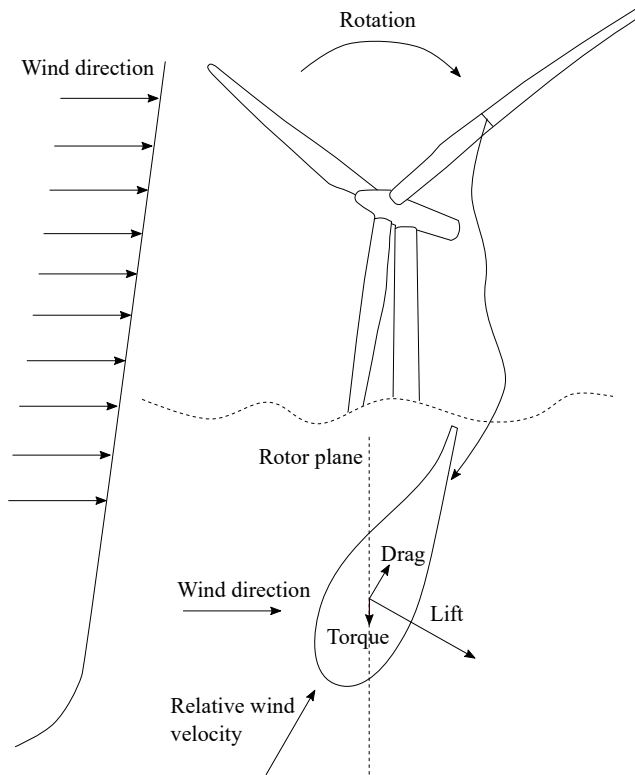 Rotation
Wind direction
Rotor plane
Drag
Wind direction
Lift
Torque
Relative wind
velocity